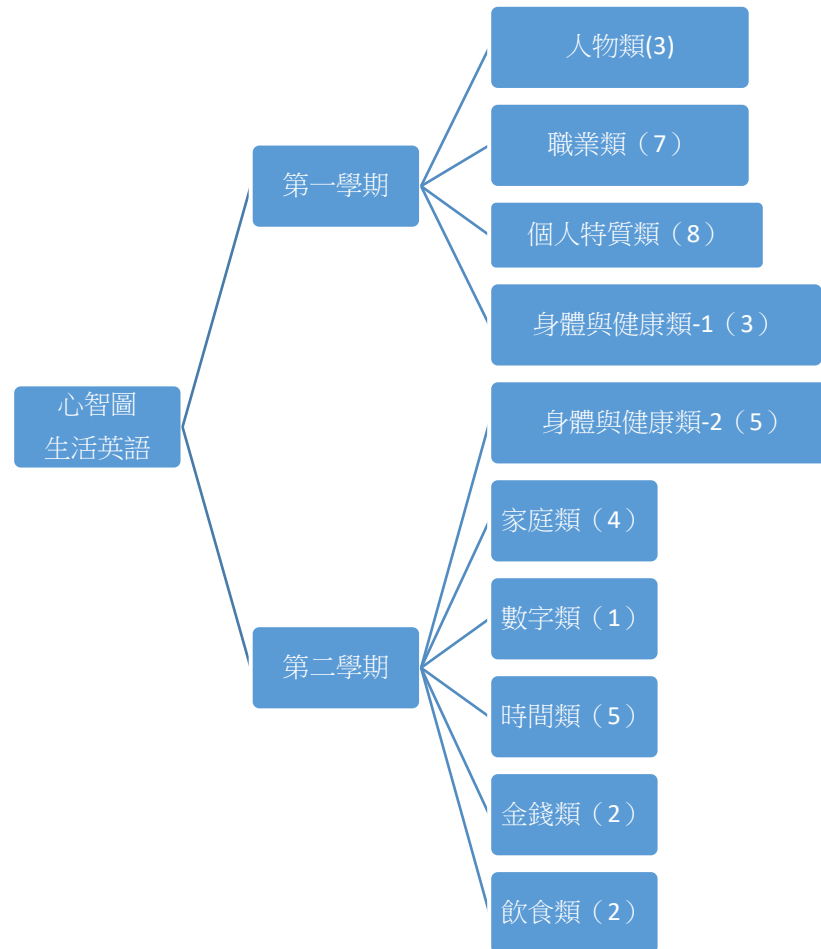 心智圖
生活英語
第一學期
人物類(3)
職業類（7）
個人特質類（8）
身體與健康類-1（3）
第二學期
身體與健康類-2（5）
家庭類（4）
數字類（1）
時間類（5）
金錢類（2）
飲食類（2）